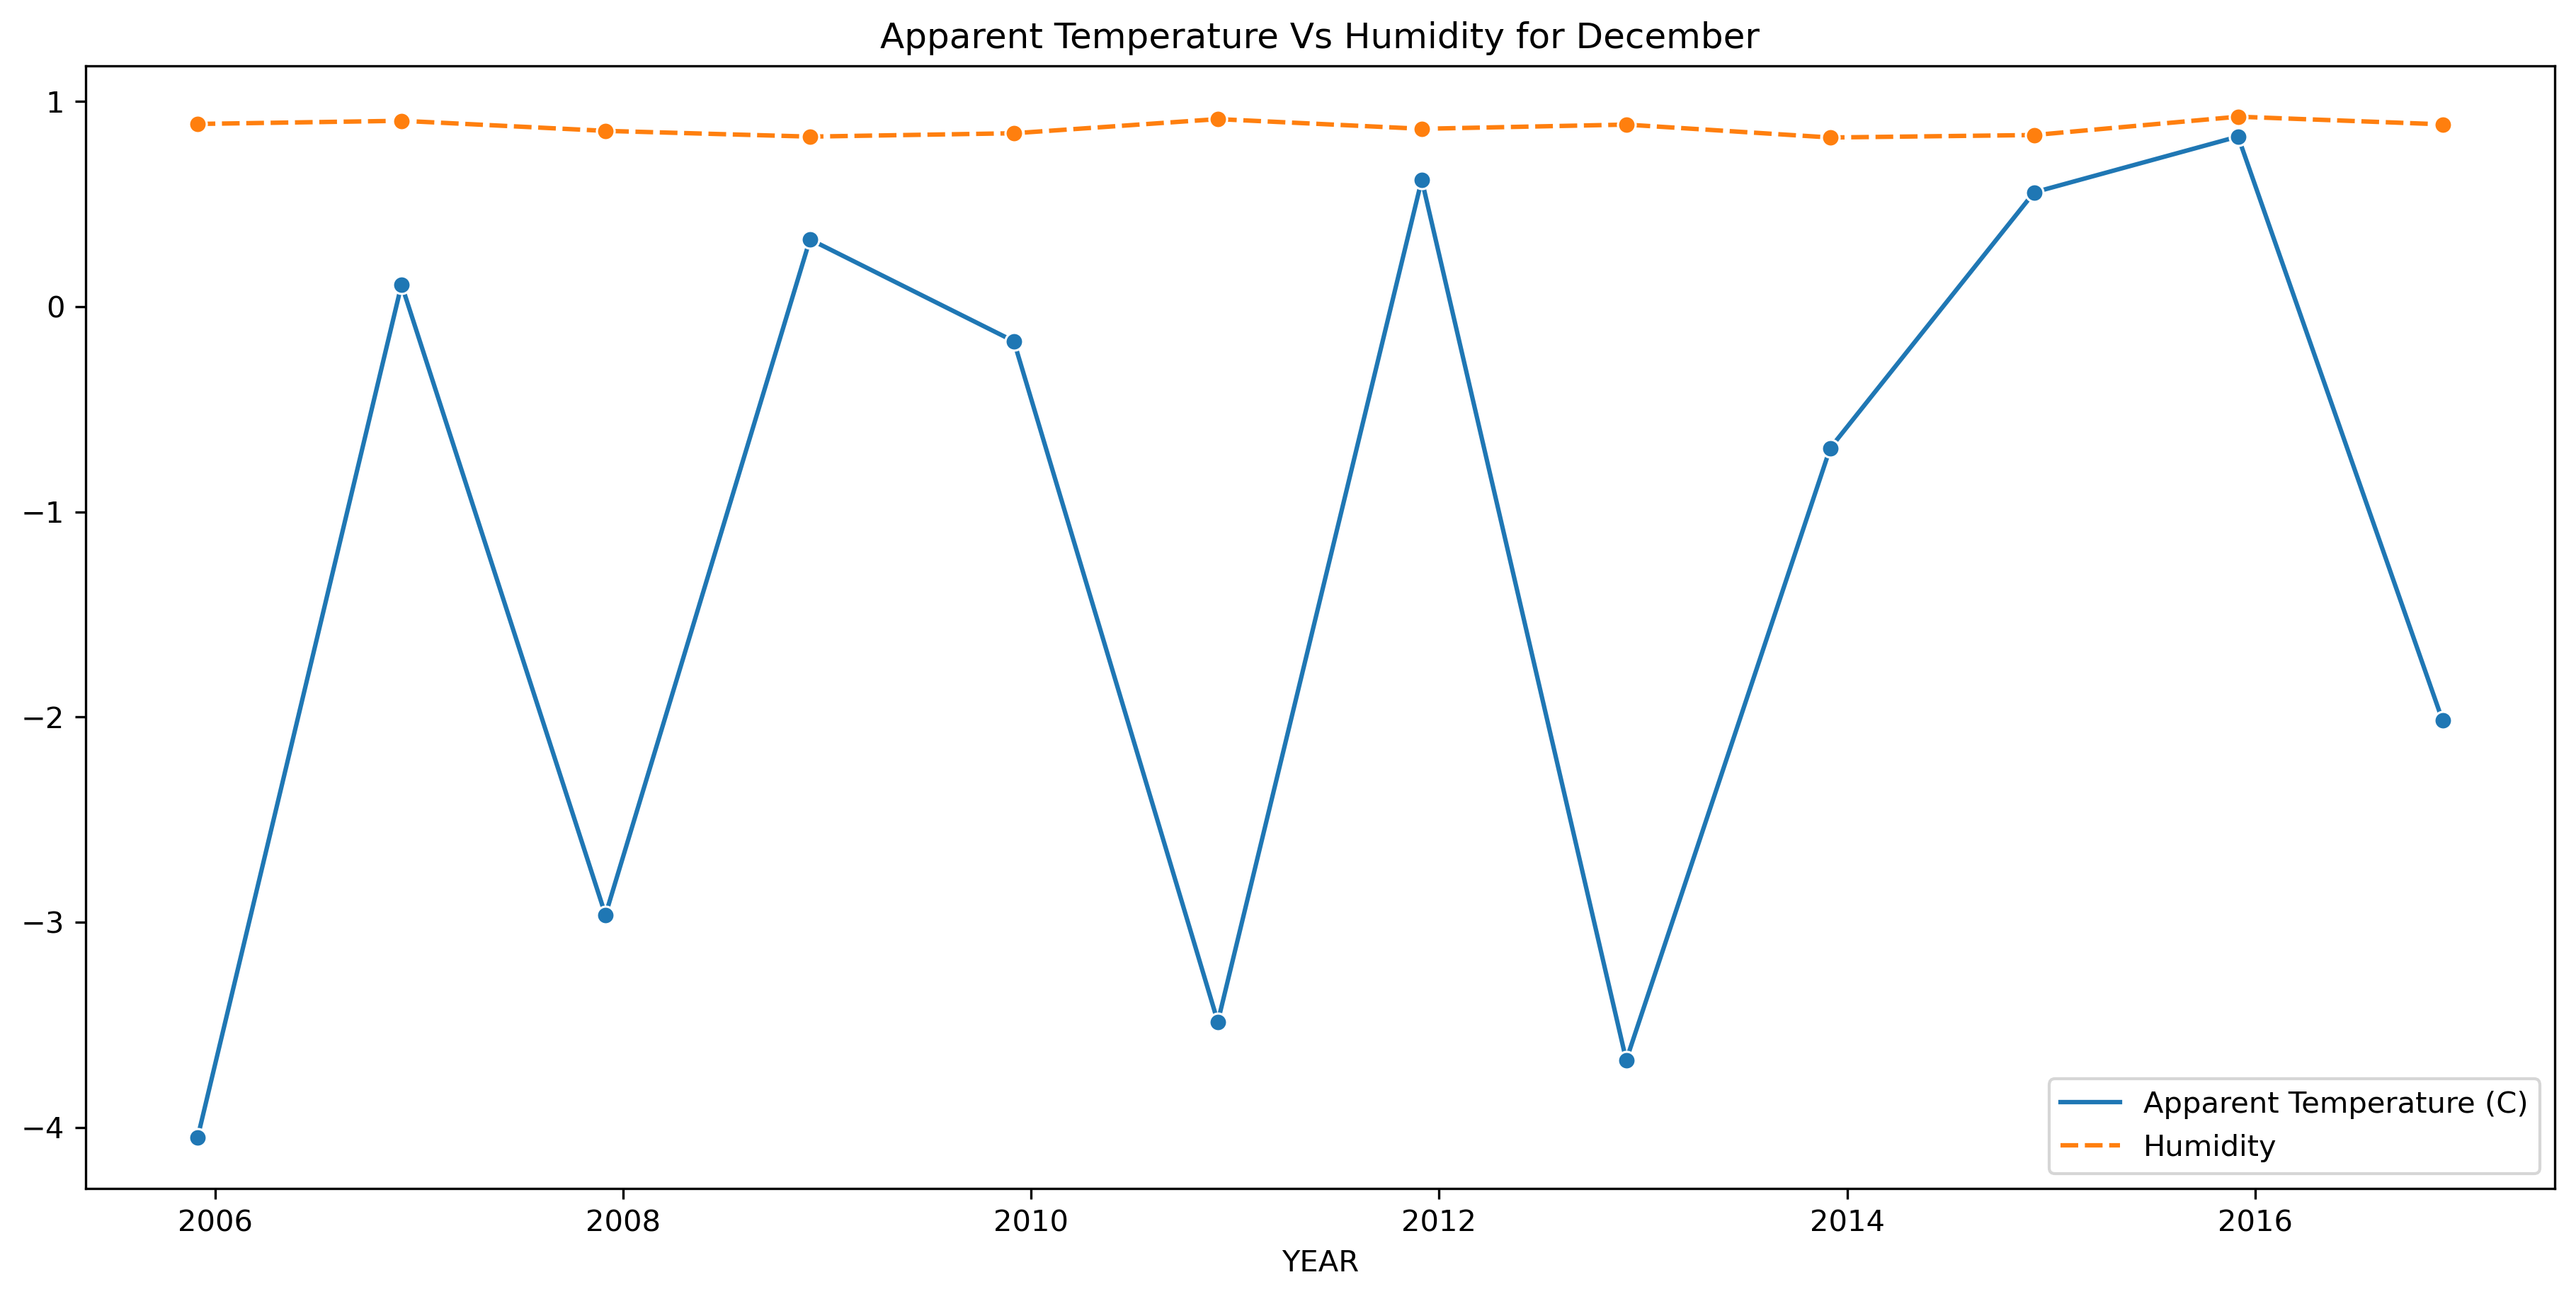 Apparent Temperature Vs Humidity for December
1
0
−1
−2
−3
−4
Apparent Temperature (C)
Humidity
2006 2008 2010 2012 2014 2016
YEAR